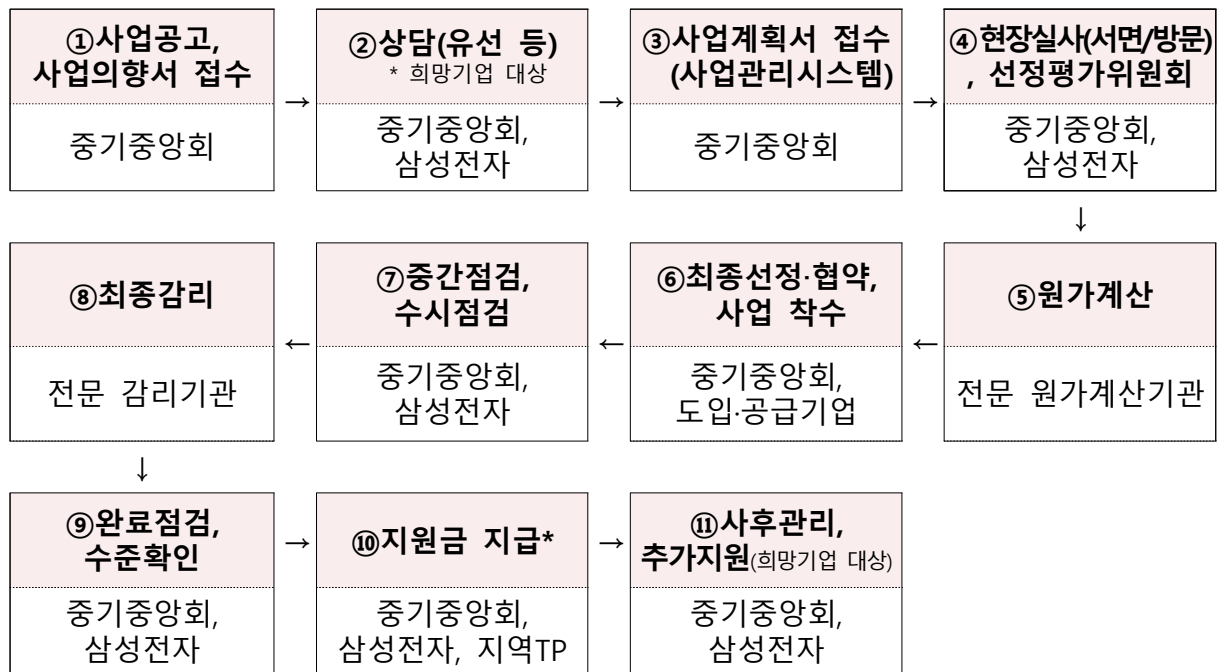 ①사업공고,
사업의향서 접수
중기중앙회
→
②상담(유선 등)
* 희망기업 대상
중기중앙회,
삼성전자
→
③사업계획서 접수
(사업관리시스템)
중기중앙회
→
④현장실사(서면/방문)
, 선정평가위원회
중기중앙회,
삼성전자
↓
⑤원가계산
전문 원가계산기관
←
⑥최종선정·협약,
사업 착수
중기중앙회,
도입·공급기업
←
⑦중간점검,
수시점검
중기중앙회,
삼성전자
←
⑧최종감리
전문 감리기관
↓
⑨완료점검,
수준확인
중기중앙회,
삼성전자
→
⑩지원금 지급*
중기중앙회,
삼성전자, 지역TP
→
⑪사후관리,
추가지원(희망기업 대상)
중기중앙회,
삼성전자